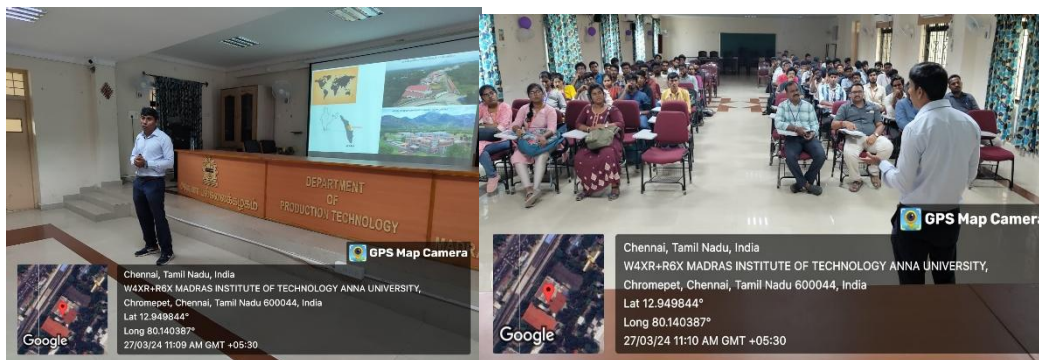 DEPARTMENT
OF
PRODUCTION TECHNOLOGY
GPS Map Camera
Google
Chennai, Tamil Nadu, India
W4XR+R6X MADRAS INSTITUTE OF TECHNOLOGY ANNA UNIVERSITY,
Chromepet, Chennai, Tamil Nadu 600044, India
Lat 12.949844°
Long 80.140387°
27/03/24 11:09 AM GMT +05:30
GPS Map Camera
Google
Chennai, Tamil Nadu, India
W4XR+R6X MADRAS INSTITUTE OF TECHNOLOGY ANNA UNIVERSITY,
Chromepet, Chennai, Tamil Nadu 600044, India
Lat 12.949844°
Long 80.140387°
27/03/24 11:10 AM GMT +05:30